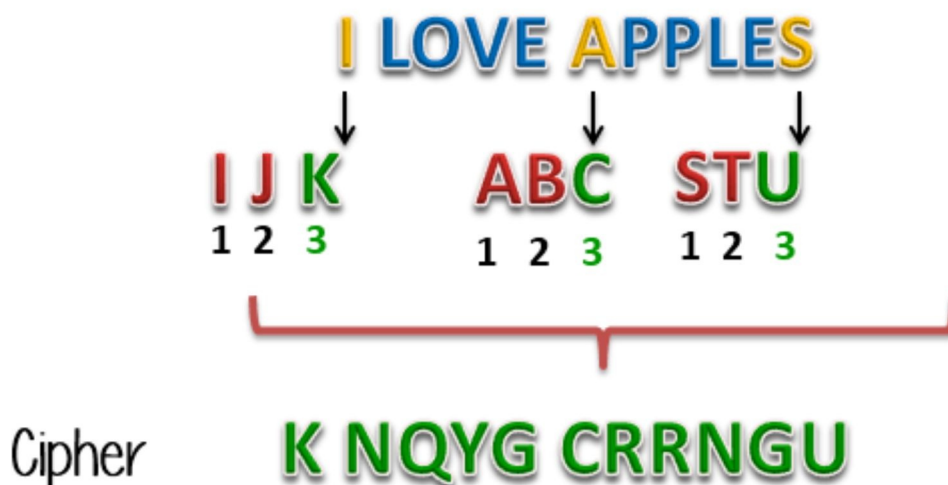 I LOVE APPLES
I J K ABC STU
1 2 3 1 2 3 1 2 3
Cipher K NQYG CRRNGU